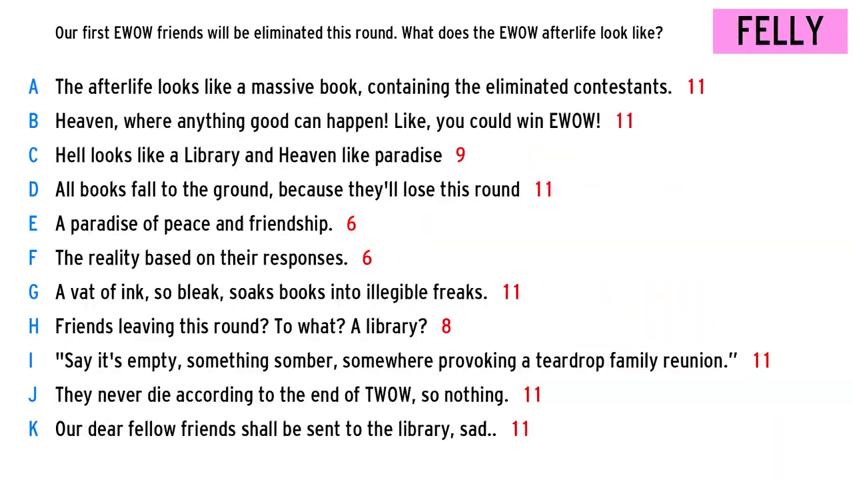 Our first EWOW friends will be eliminated this round. What does the EWOW afterlife look like?
FELLY
A The afterlife looks like a massive book, containing the eliminated contestants. 11
B Heaven, where anything good can happen! Like, you could win EWOW! 11
C Hell looks like a Library and Heaven like paradise 9
D All books fall to the ground, because they'll lose this round 11
E A paradise of peace and friendship. 6
F The reality based on their responses. 6
G A vat of ink, so bleak, soaks books into illegible freaks. 11
H Friends leaving this round? To what? A library? 8
I "Say it's empty, something somber, somewhere provoking a teardrop family reunion.” 11
J They never die according to the end of TWOW, so nothing. 11
K Our dear fellow friends shall be sent to the library, sad.. 11